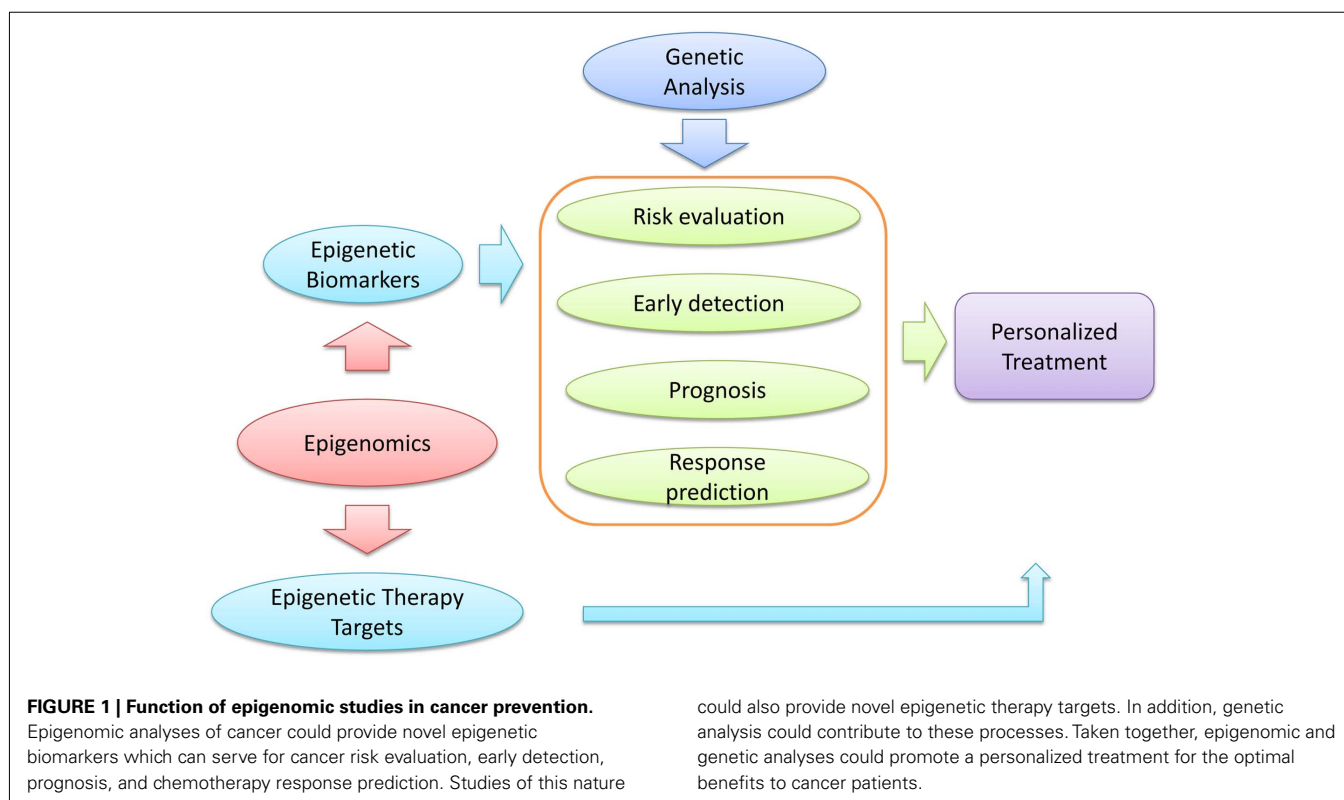 Genetic
Analysis
Risk evaluation
Epigenetic
Biomarkers
Early detection
Personalized
Treatment
Prognosis
Epigenomics
Response
prediction
Epigenetic Therapy
Targets
FIGURE 1 | Function of epigenomic studies in cancer prevention.
Epigenomic analyses of cancer could provide novel epigenetic
biomarkers which can serve for cancer risk evaluation, early detection,
prognosis, and chemotherapy response prediction. Studies of this nature
could also provide novel epigenetic therapy targets. In addition, genetic
analysis could contribute to these processes. Taken together, epigenomic and
genetic analyses could promote a personalized treatment for the optimal
benefits to cancer patients.